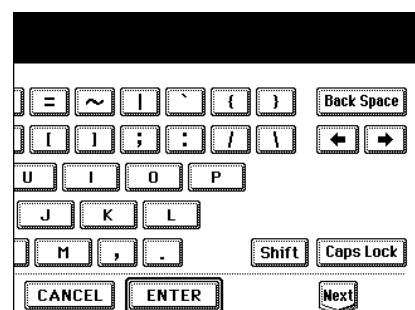 = ~ | ` { } Back Space
[ ] ; : / \ ← →
U I O P
J K L
M , . Shift Caps Lock
CANCEL ENTER Next